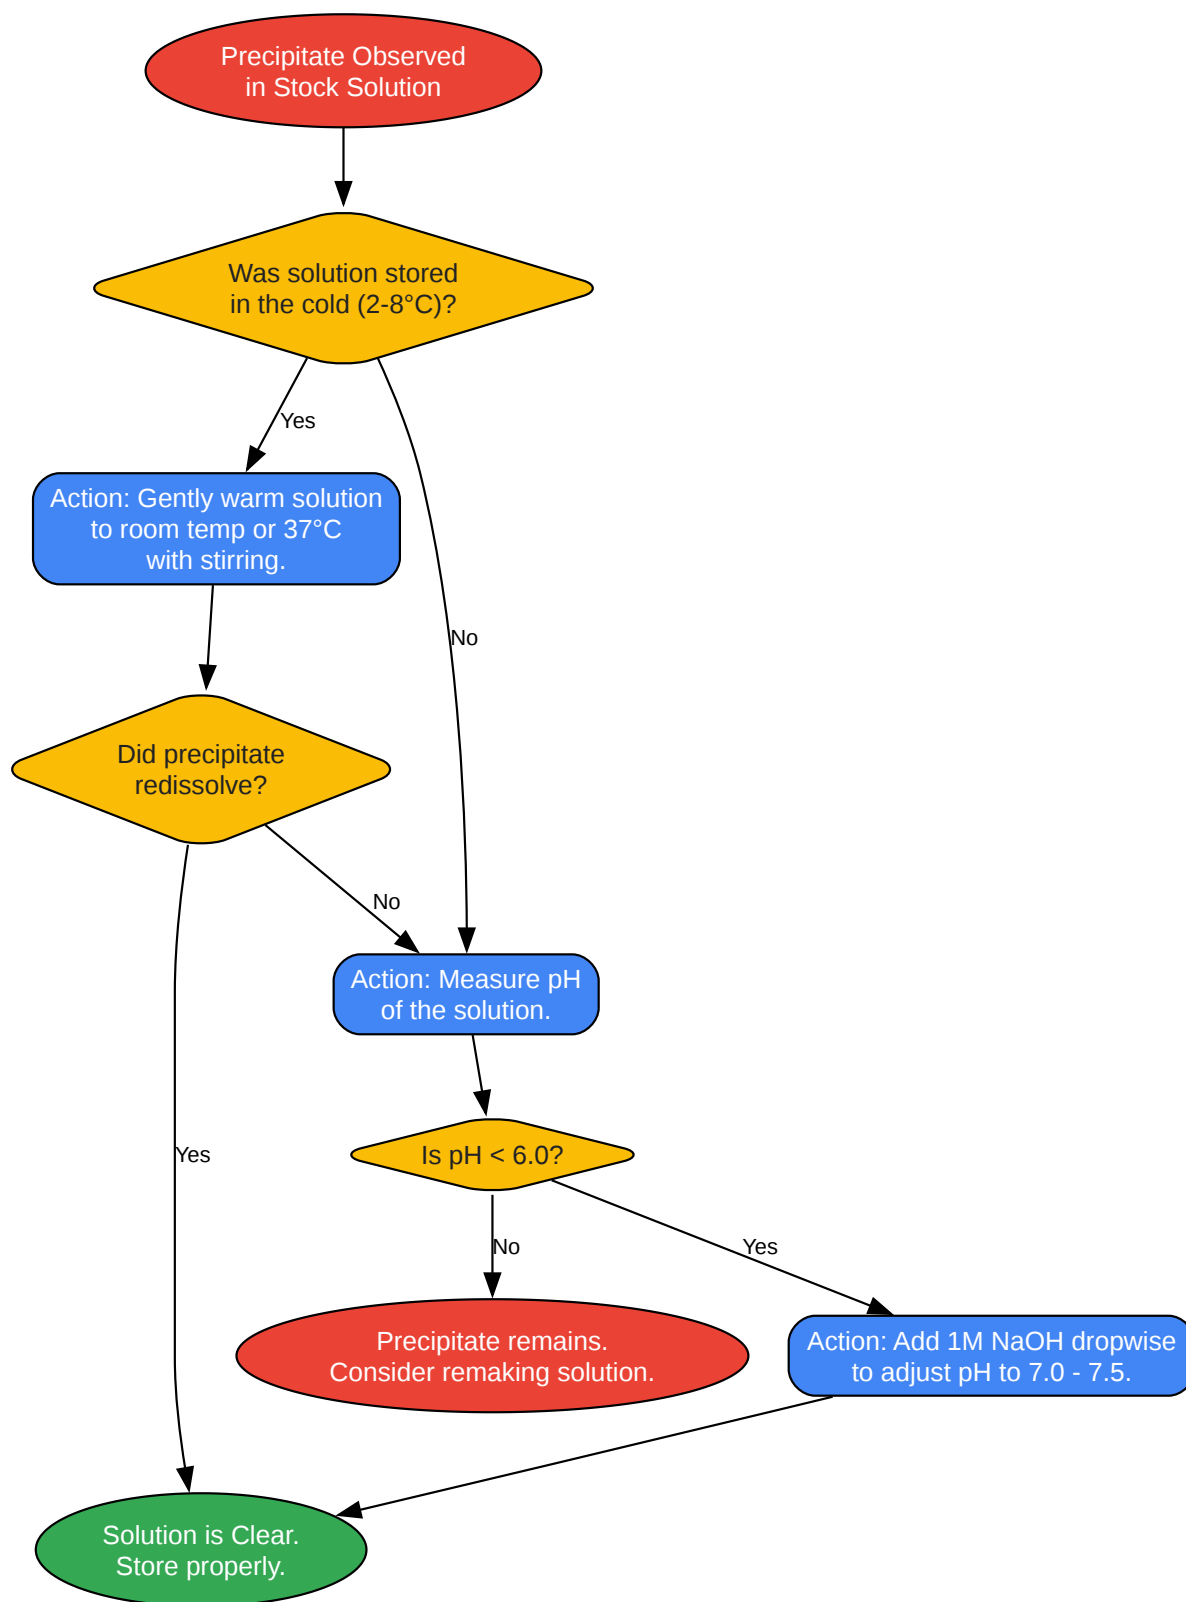 Precipitate Observed
in Stock Solution
Was solution stored
in the cold (2-8°C)?
Yes
Action: Gently warm solution
to room temp or 37°C
with stirring.
No
Did precipitate
redissolve?
No
Action: Measure pH
of the solution.
Yes
Is pH < 6.0?
No
Yes
Precipitate remains.
Consider remaking solution.
Action: Add 1M NaOH dropwise
to adjust pH to 7.0 - 7.5.
Solution is Clear.
Store properly.